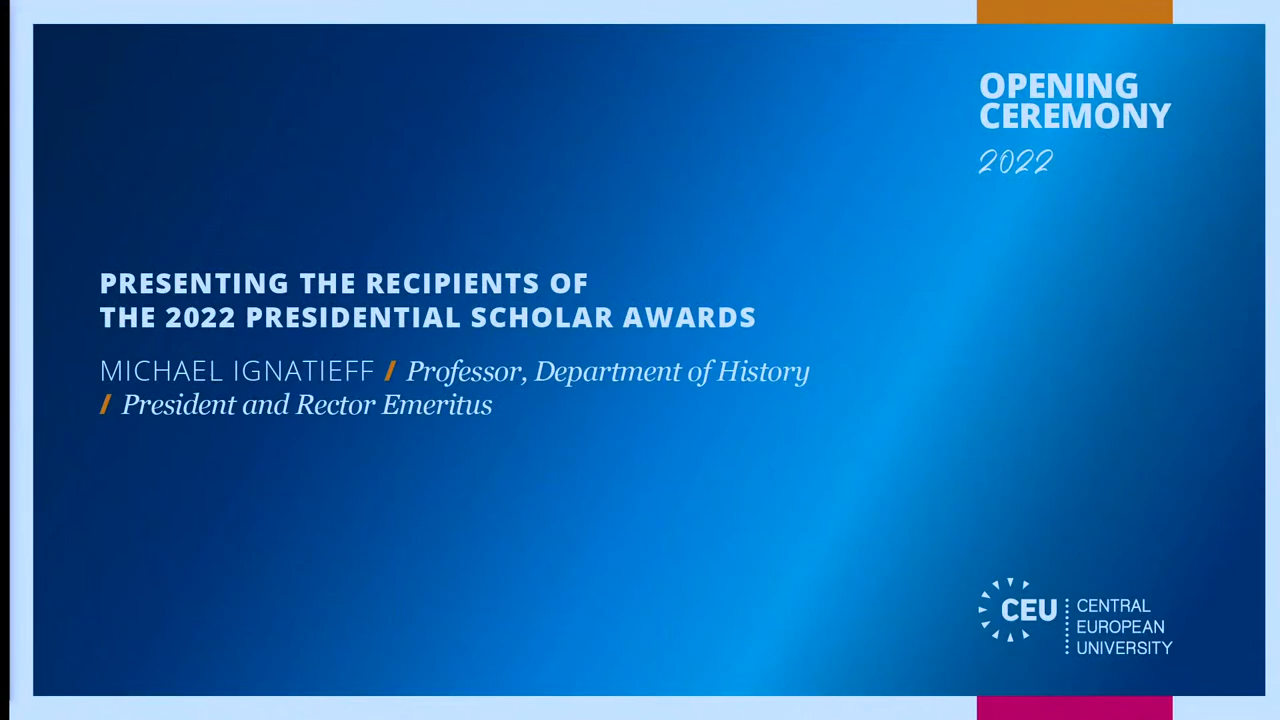 OPENING
CEREMONY
2022
PRESENTING THE RECIPIENTS OF
THE 2022 PRESIDENTIAL SCHOLAR AWARDS
MICHAEL IGNATIEFF / Professor, Department of History
/ President and Rector Emeritus
CEU
CENTRAL
EUROPEAN
UNIVERSITY